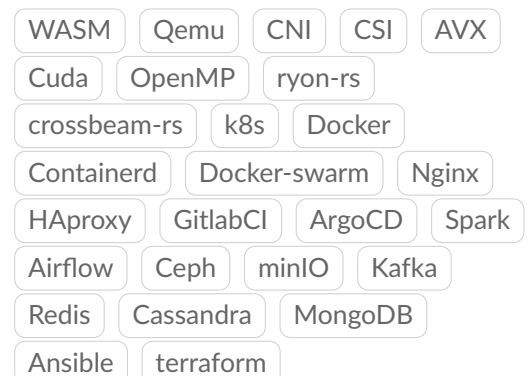 WASM Qemu CNI CSI AVX
Cuda OpenMP ryon-rs
crossbeam-rs k8s Docker
Containerd Docker-swarm Nginx
HAproxy GitlabCI ArgoCD Spark
Airflow Ceph minIO Kafka
Redis Cassandra MongoDB
Ansible terraform